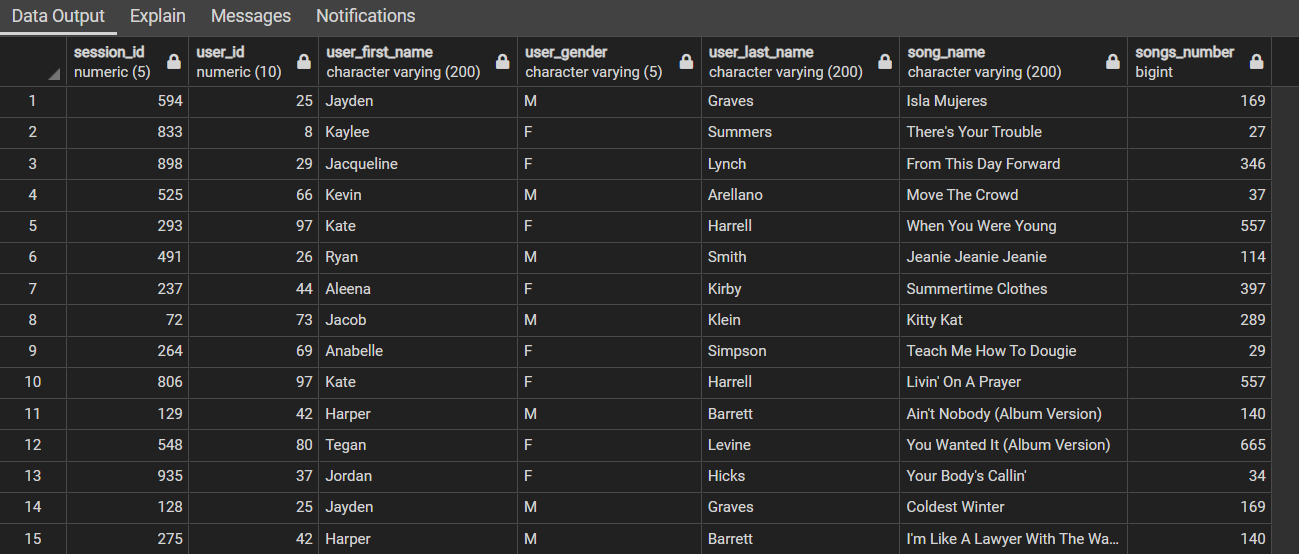 Data Output Explain Messages Notifications
session_id user_id user_first_name user_gender user_last_name song_name songs_number
numeric (5) numeric (10) character varying (200) character varying (5) character varying (200) character varying (200) bigint
1 594 25 Jayden M Graves Isla Mujeres 169
2 833 8 Kaylee F Summers There's Your Trouble 27
3 898 29 Jacqueline F Lynch From This Day Forward 346
4 525 66 Kevin M Arellano Move The Crowd 37
5 293 97 Kate F Harrell When You Were Young 557
6 491 26 Ryan M Smith Jeanie Jeanie Jeanie 114
7 237 44 Aleena F Kirby Summertime Clothes 397
8 72 73 Jacob M Klein Kitty Kat 289
9 264 69 Anabelle F Simpson Teach Me How To Dougie 29
10 806 97 Kate F Harrell Livin' On A Prayer 557
11 129 42 Harper M Barrett Ain't Nobody (Album Version) 140
12 548 80 Tegan F Levine You Wanted It (Album Version) 665
13 935 37 Jordan F Hicks Your Body's Callin' 34
14 128 25 Jayden M Graves Coldest Winter 169
15 275 42 Harper M Barrett I'm Like A Lawyer With The Wa... 140